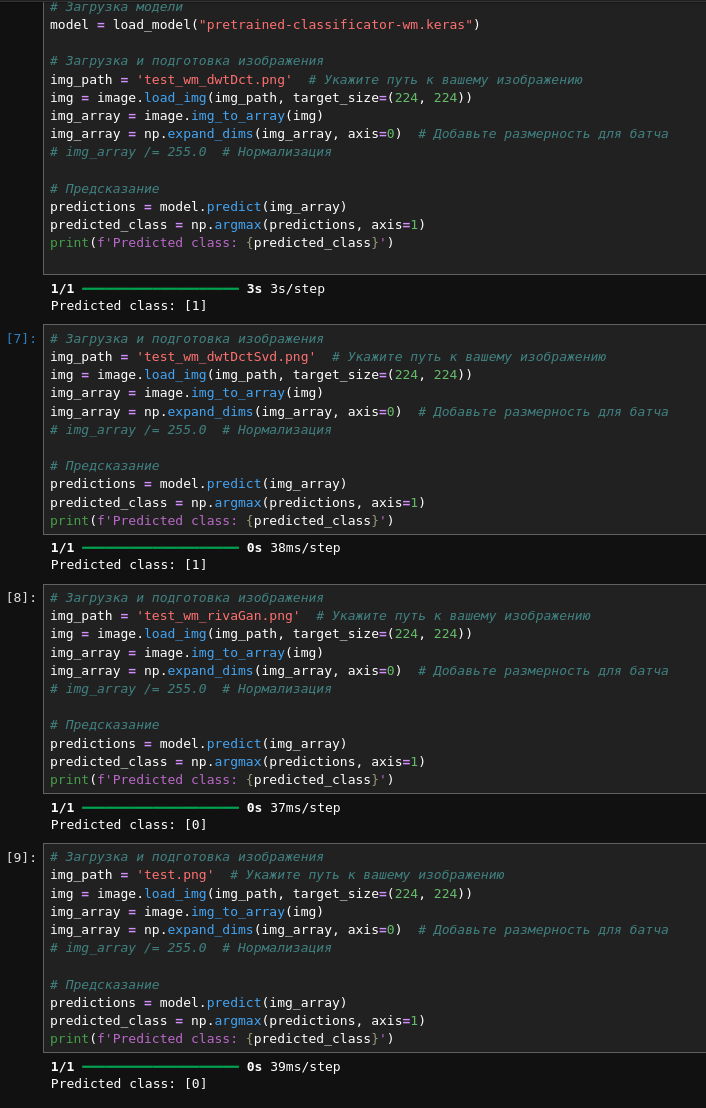 # Загрузка модели
model = load_model("pretrained-classificator-wm.keras")
# Загрузка и подготовка изображения
img_path = 'test_wm_dwtDct.png'  # Укажите путь к вашему изображению
img = image.load_img(img_path, target_size=(224, 224))
img_array = image.img_to_array(img)
img_array = np.expand_dims(img_array, axis=0)  # Добавьте размерность для батча
# img_array /= 255.0  # Нормализация
# Предсказание
predictions = model.predict(img_array)
predicted_class = np.argmax(predictions, axis=1)
print(f'Predicted class: {predicted_class}')
1/1 ━━━━━━━━━━━━━━━━━━━━ 3s 3s/step
Predicted class: [1]
[7]: # Загрузка и подготовка изображения
img_path = 'test_wm_dwtDctSvd.png'  # Укажите путь к вашему изображению
img = image.load_img(img_path, target_size=(224, 224))
img_array = image.img_to_array(img)
img_array = np.expand_dims(img_array, axis=0)  # Добавьте размерность для батча
# img_array /= 255.0  # Нормализация
# Предсказание
predictions = model.predict(img_array)
predicted_class = np.argmax(predictions, axis=1)
print(f'Predicted class: {predicted_class}')
1/1 ━━━━━━━━━━━━━━━━━━━━ 0s 38ms/step
Predicted class: [1]
[8]: # Загрузка и подготовка изображения
img_path = 'test_wm_rivaGan.png'  # Укажите путь к вашему изображению
img = image.load_img(img_path, target_size=(224, 224))
img_array = image.img_to_array(img)
img_array = np.expand_dims(img_array, axis=0)  # Добавьте размерность для батча
# img_array /= 255.0  # Нормализация
# Предсказание
predictions = model.predict(img_array)
predicted_class = np.argmax(predictions, axis=1)
print(f'Predicted class: {predicted_class}')
1/1 ━━━━━━━━━━━━━━━━━━━━ 0s 37ms/step
Predicted class: [0]
[9]: # Загрузка и подготовка изображения
img_path = 'test.png'  # Укажите путь к вашему изображению
img = image.load_img(img_path, target_size=(224, 224))
img_array = image.img_to_array(img)
img_array = np.expand_dims(img_array, axis=0)  # Добавьте размерность для батча
# img_array /= 255.0  # Нормализация
# Предсказание
predictions = model.predict(img_array)
predicted_class = np.argmax(predictions, axis=1)
print(f'Predicted class: {predicted_class}')
1/1 ━━━━━━━━━━━━━━━━━━━━ 0s 39ms/step
Predicted class: [0]